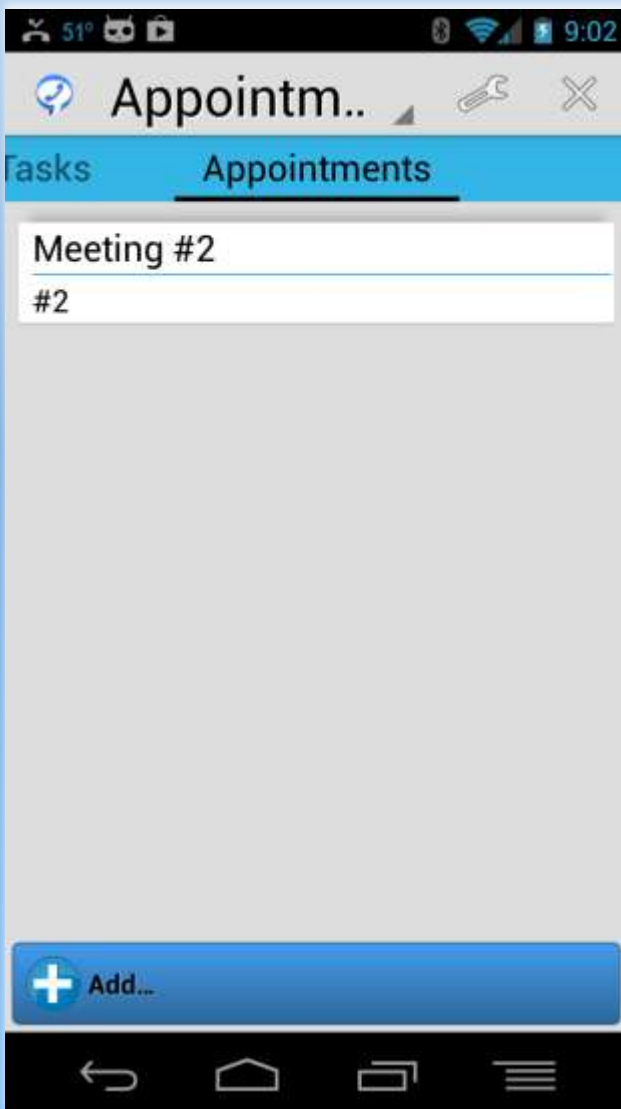 51° 9:02
Appointm..
Tasks Appointments
Meeting #2
#2
Add...